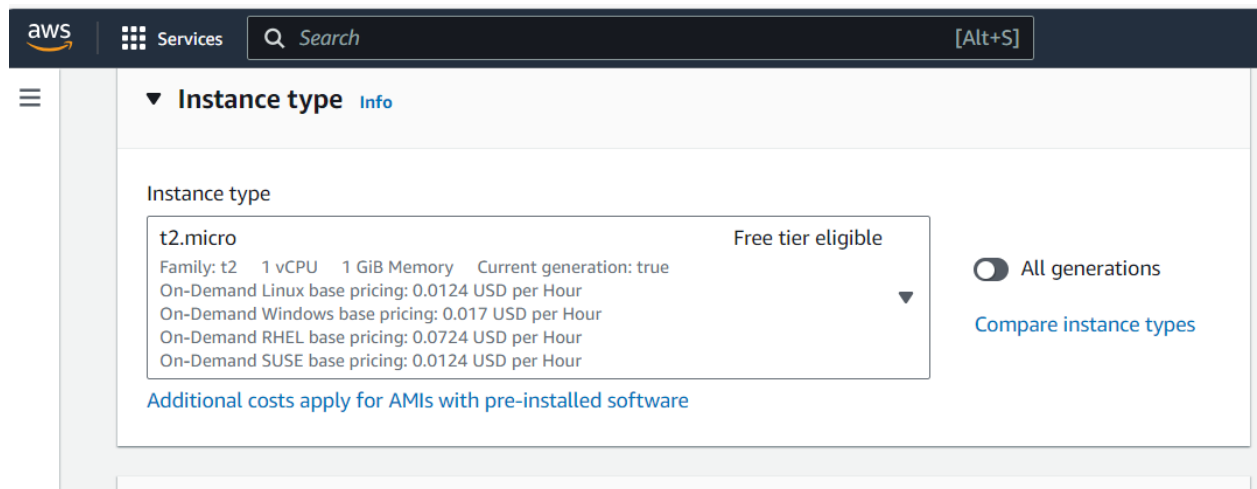 aws
Services
Search
[Alt+S]
Instance type Info
Instance type
t2.micro Free tier eligible
Family: t2 1 vCPU 1 GiB Memory Current generation: true
On-Demand Linux base pricing: 0.0124 USD per Hour
On-Demand Windows base pricing: 0.017 USD per Hour
On-Demand RHEL base pricing: 0.0724 USD per Hour
On-Demand SUSE base pricing: 0.0124 USD per Hour
All generations
Compare instance types
Additional costs apply for AMIs with pre-installed software